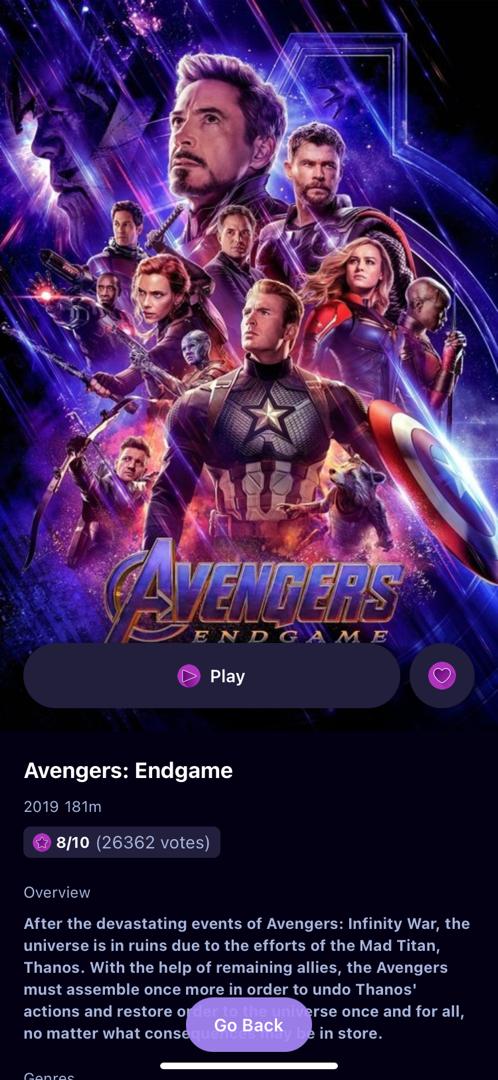 AVENGERS
ENDGAME
Play
Avengers: Endgame
2019 181m
8/10 (26362 votes)
Overview
After the devastating events of Avengers: Infinity War, the
universe is in ruins due to the efforts of the Mad Titan,
Thanos. With the help of remaining allies, the Avengers
must assemble once more in order to undo Thanos'
actions and restore order to the universe once and for all,
no matter what consequences may be in store.
Go Back
Genres